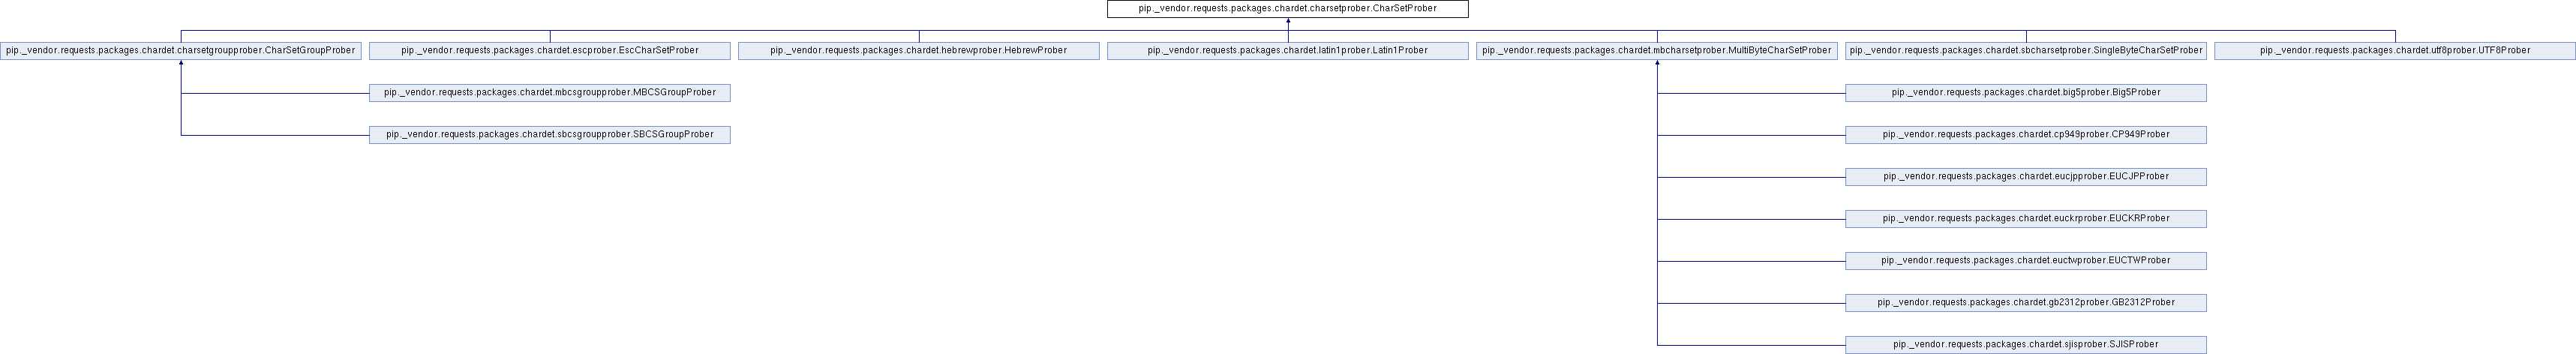 pip._vendor.requests.packages.chardet.charsetprober.CharSetProber
pip._vendor.requests.packages.chardet.charsetgroupprober.CharSetGroupProber
pip._vendor.requests.packages.chardet.escprober.EscCharSetProber
pip._vendor.requests.packages.chardet.hebrewprober.HebrewProber
pip._vendor.requests.packages.chardet.latin1prober.Latin1Prober
pip._vendor.requests.packages.chardet.mbcharsetprober.MultiByteCharSetProber
pip._vendor.requests.packages.chardet.sbcharsetprober.SingleByteCharSetProber
pip._vendor.requests.packages.chardet.utf8prober.UTF8Prober
pip._vendor.requests.packages.chardet.mbcsgroupprober.MBCSGroupProber
pip._vendor.requests.packages.chardet.big5prober.Big5Prober
pip._vendor.requests.packages.chardet.sbcsgroupprober.SBCSGroupProber
pip._vendor.requests.packages.chardet.cp949prober.CP949Prober
pip._vendor.requests.packages.chardet.eucjpprober.EUCJPProber
pip._vendor.requests.packages.chardet.euckrprober.EUCKRProber
pip._vendor.requests.packages.chardet.euctwprober.EUCTWProber
pip._vendor.requests.packages.chardet.gb2312prober.GB2312Prober
pip._vendor.requests.packages.chardet.sjisprober.SJISProber